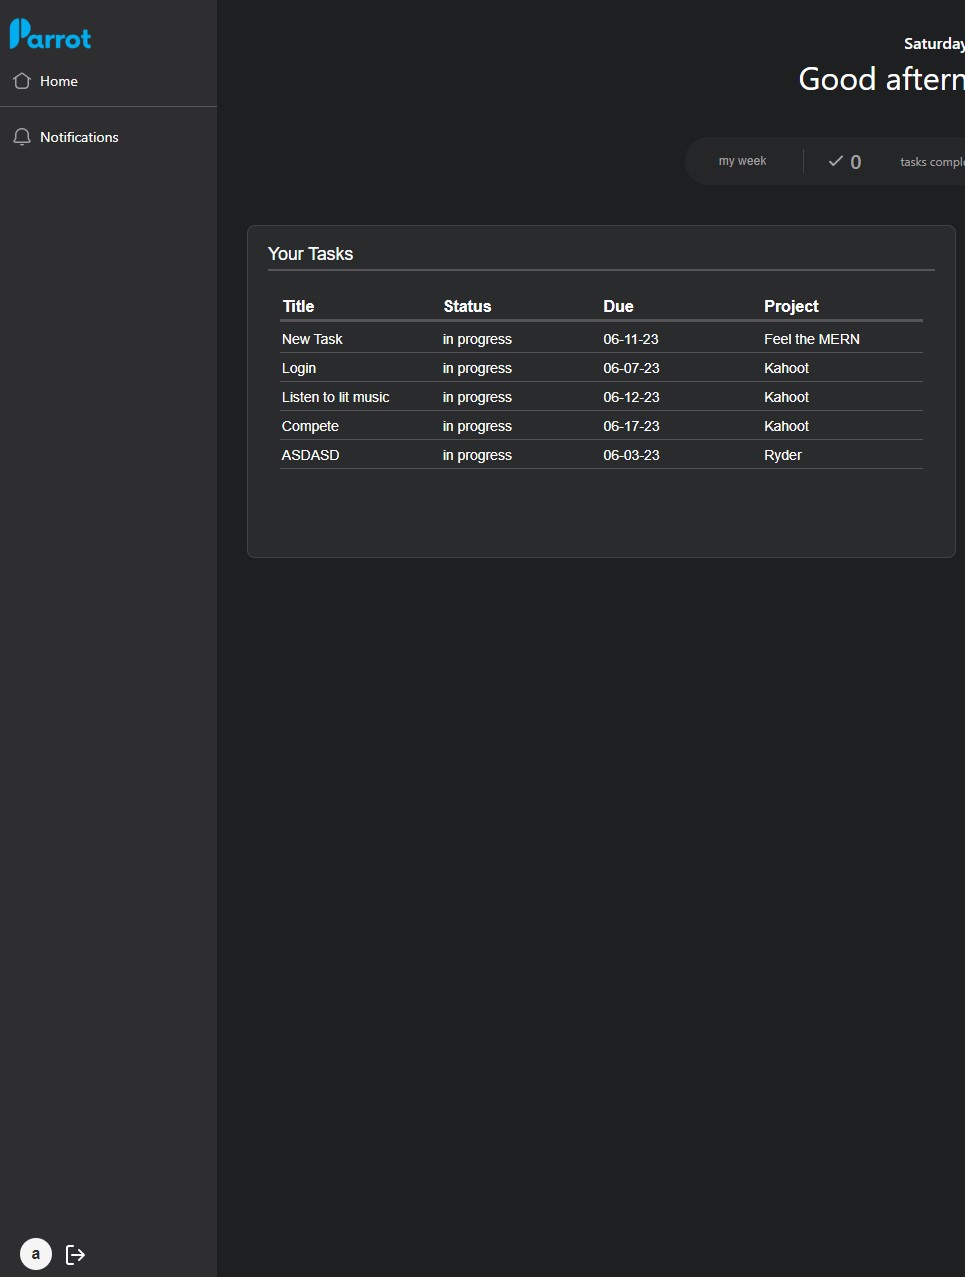 Parrot
Home
Notifications
Saturday
Good aftern
my week
0
tasks comple
Your Tasks
Title Status Due Project
New Task in progress 06-11-23 Feel the MERN
Login in progress 06-07-23 Kahoot
Listen to lit music in progress 06-12-23 Kahoot
Compete in progress 06-17-23 Kahoot
ASDASD in progress 06-03-23 Ryder
a